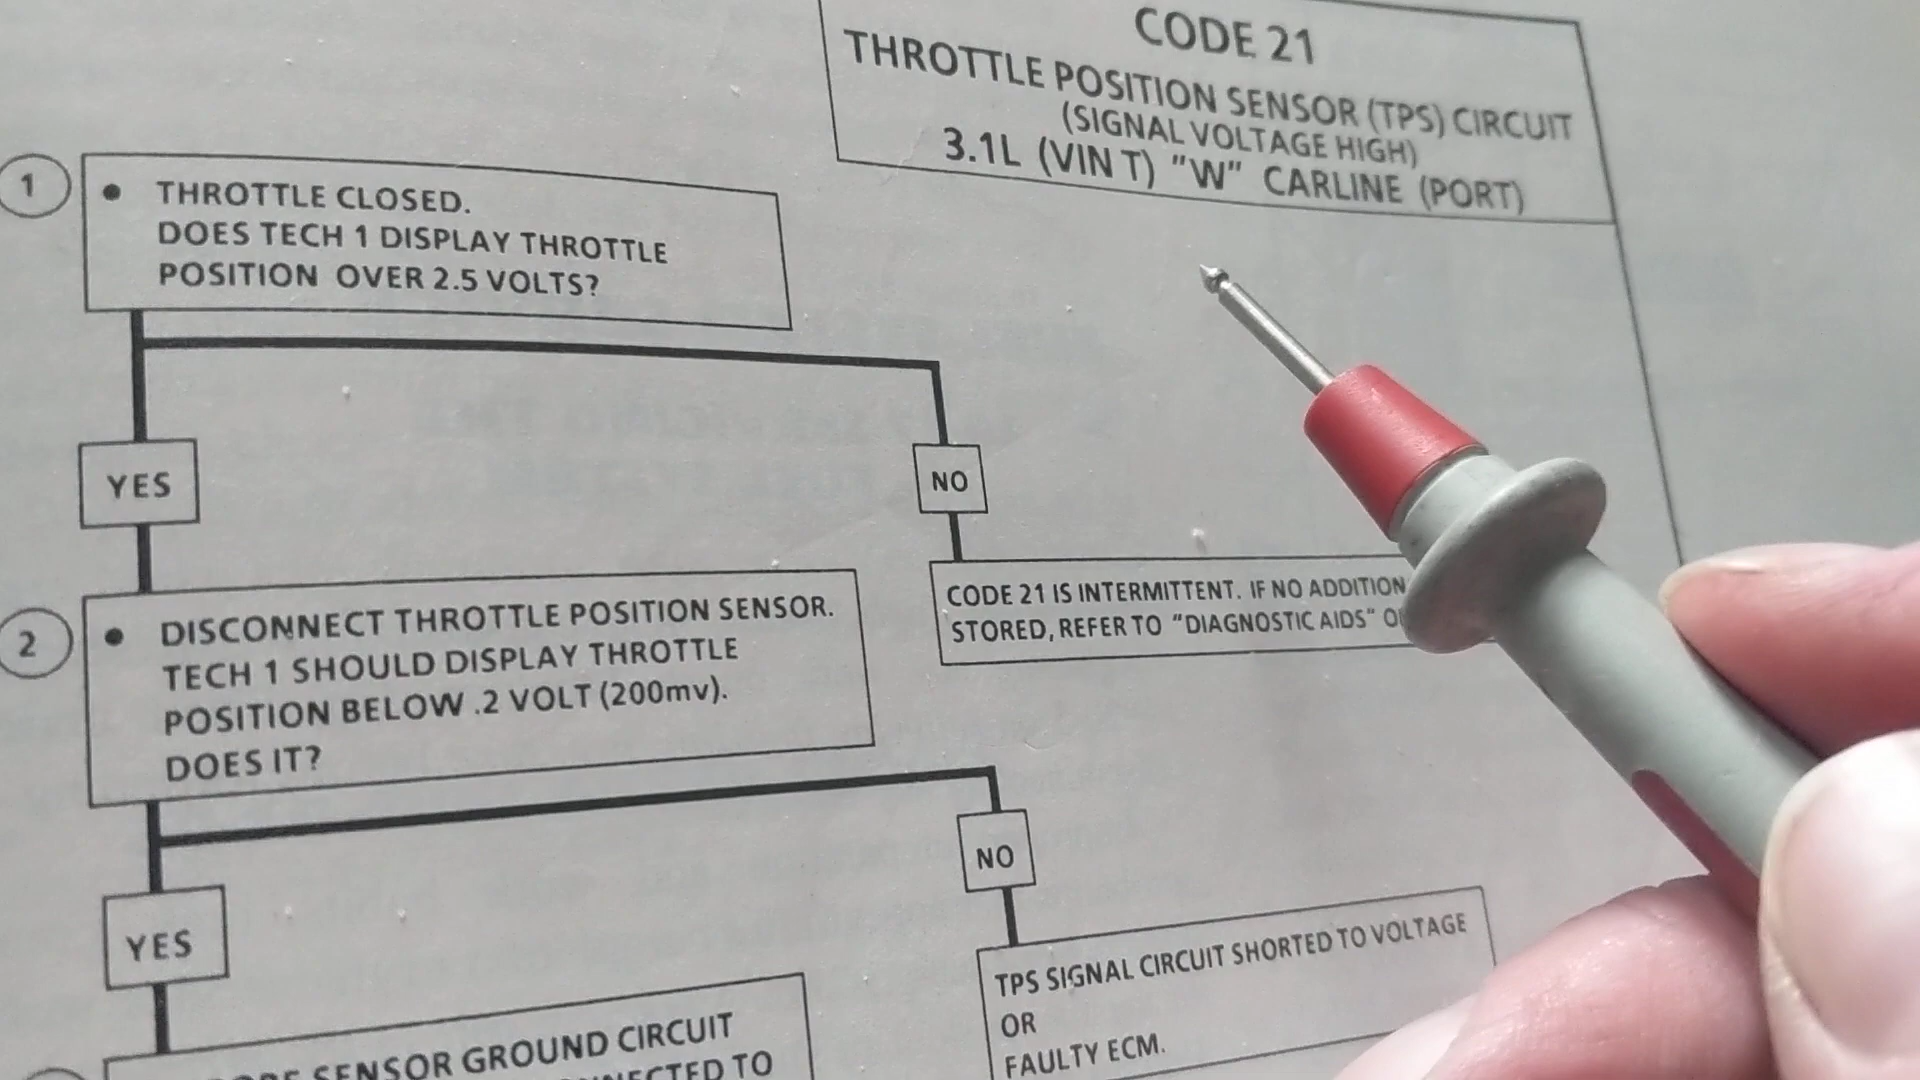 CODE 21
THROTTLE POSITION SENSOR (TPS) CIRCUIT
(SIGNAL VOLTAGE HIGH)
3.1L (VIN T) "W" CARLINE (PORT)
1
● THROTTLE CLOSED.
DOES TECH 1 DISPLAY THROTTLE
POSITION OVER 2.5 VOLTS?
YES
NO
CODE 21 IS INTERMITTENT. IF NO
STORED, REFER TO "DIAGNOSTIC AIDS"
2
● DISCONNECT THROTTLE POSITION SENSOR.
TECH 1 SHOULD DISPLAY THROTTLE
POSITION BELOW .2 VOLT (200mv).
DOES IT?
YES
NO
TPS SIGNAL CIRCUIT SHORTED TO VOLTAGE
OR
FAULTY ECM.
SENSOR GROUND CIRCUIT
TO